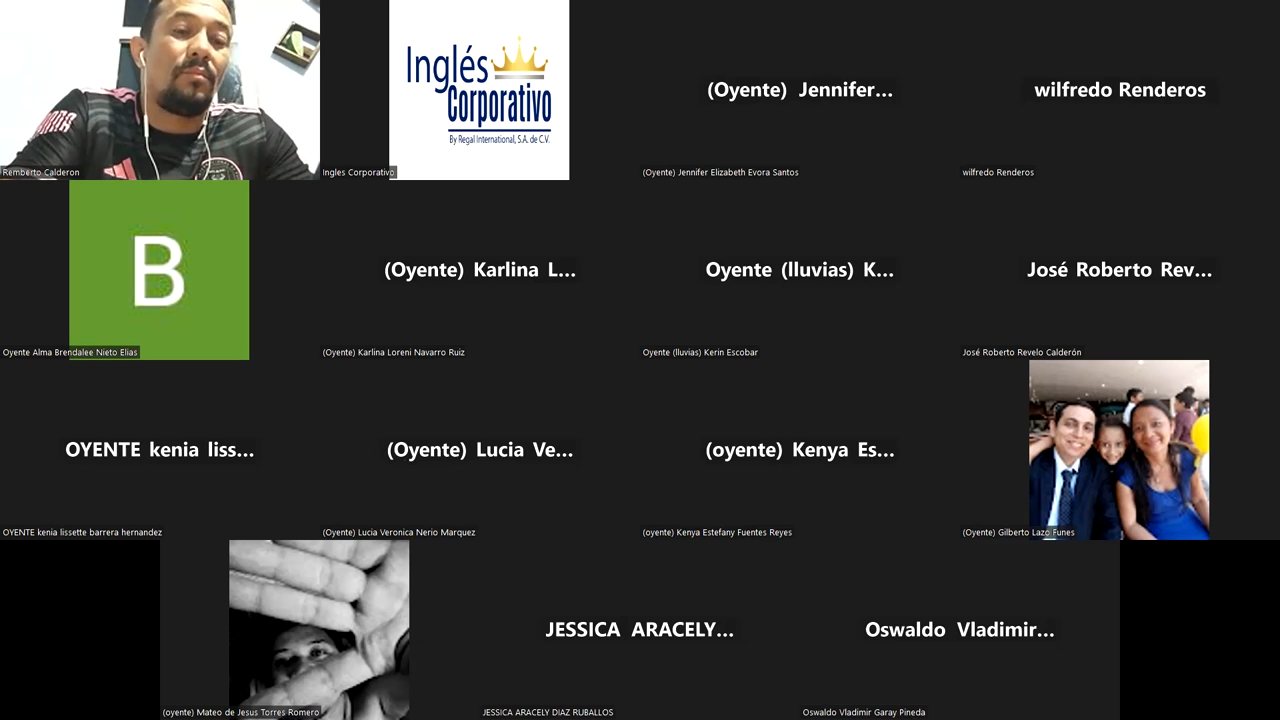 Remberto Calderon
Inglés
Corporativo
By Regal International, S.A. de C.V.
Ingles Corporativo
(Oyente) Jennifer...
(Oyente) Jennifer Elizabeth Evora Santos
wilfredo Renderos
wilfredo Renderos
B
Oyente Alma Brendalee Nieto Elias
(Oyente) Karlina L...
(Oyente) Karlina Loreni Navarro Ruiz
Oyente (lluvias) K...
Oyente (lluvias) Kerin Escobar
José Roberto Rev...
José Roberto Revelo Calderón
OYENTE kenia liss...
OYENTE kenia lissette barrera hernandez
(Oyente) Lucia Ve...
(Oyente) Lucia Veronica Nerio Marquez
(oyente) Kenya Es...
(oyente) Kenya Estefany Fuentes Reyes
(Oyente) Gilberto Lazo Funes
(oyente) Mateo de Jesus Torres Romero
JESSICA ARACELY...
JESSICA ARACELY DIAZ RUBALLOS
Oswaldo Vladimir...
Oswaldo Vladimir Garay Pineda